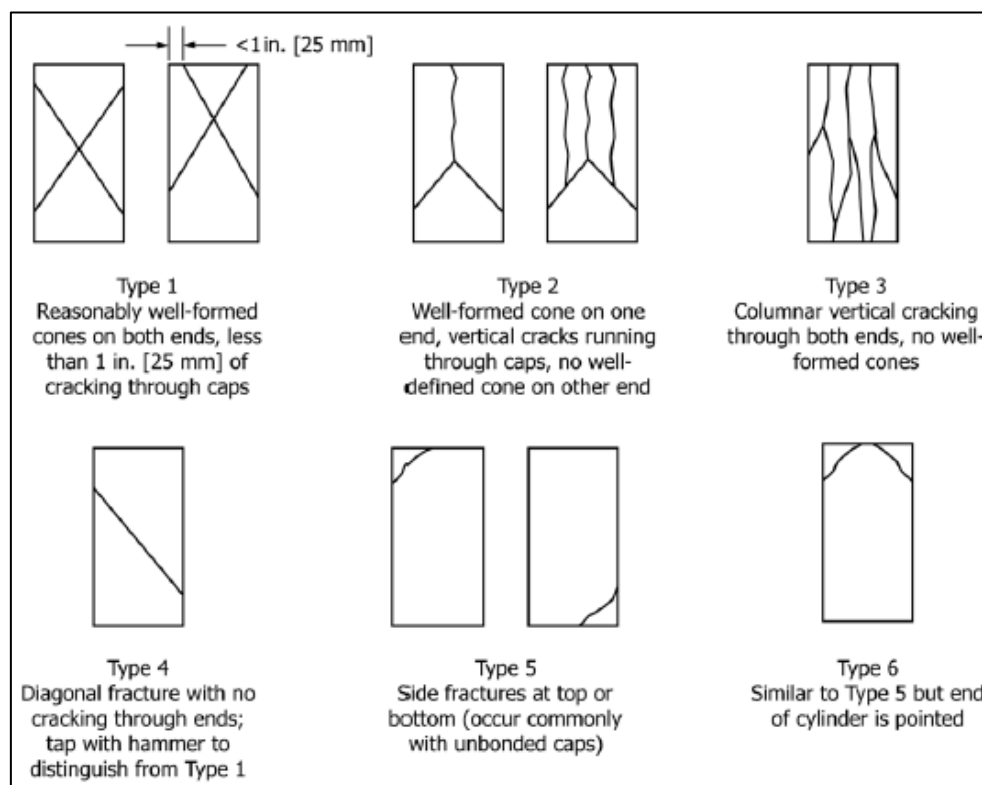 <1 in. [25 mm]
Type 1
Reasonably well-formed
cones on both ends, less
than 1 in. [25 mm] of
cracking through caps
Type 2
Well-formed cone on one
end, vertical cracks running
through caps, no well-
defined cone on other end
Type 3
Columnar vertical cracking
through both ends, no well-
formed cones
Type 4
Diagonal fracture with no
cracking through ends;
tap with hammer to
distinguish from Type 1
Type 5
Side fractures at top or
bottom (occur commonly
with unbonded caps)
Type 6
Similar to Type 5 but end
of cylinder is pointed